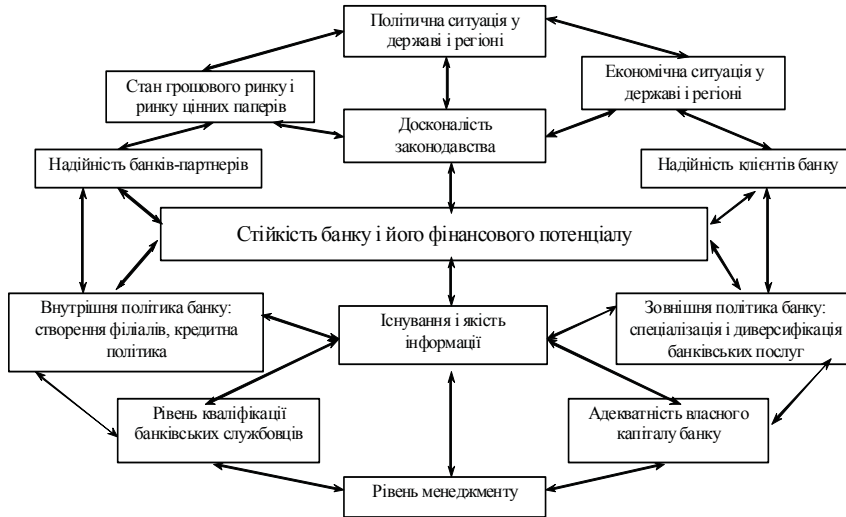 Політична ситуація у
державі і регіоні
Стан грошового ринку і
ринку цінних паперів
Економічна ситуація у
державі і регіоні
Досконалість
законодавства
Надійність банків-партнерів
Надійність клієнтів банку
Стійкість банку і його фінансового потенціалу
Внутрішня політика банку:
створення філіалів, кредитна
політика
Існування і якість
інформації
Зовнішня політика банку:
спеціалізація і диверсифікація
банківських послуг
Рівень кваліфікації
банківських службовців
Адекватність власного
капіталу банку
Рівень менеджменту